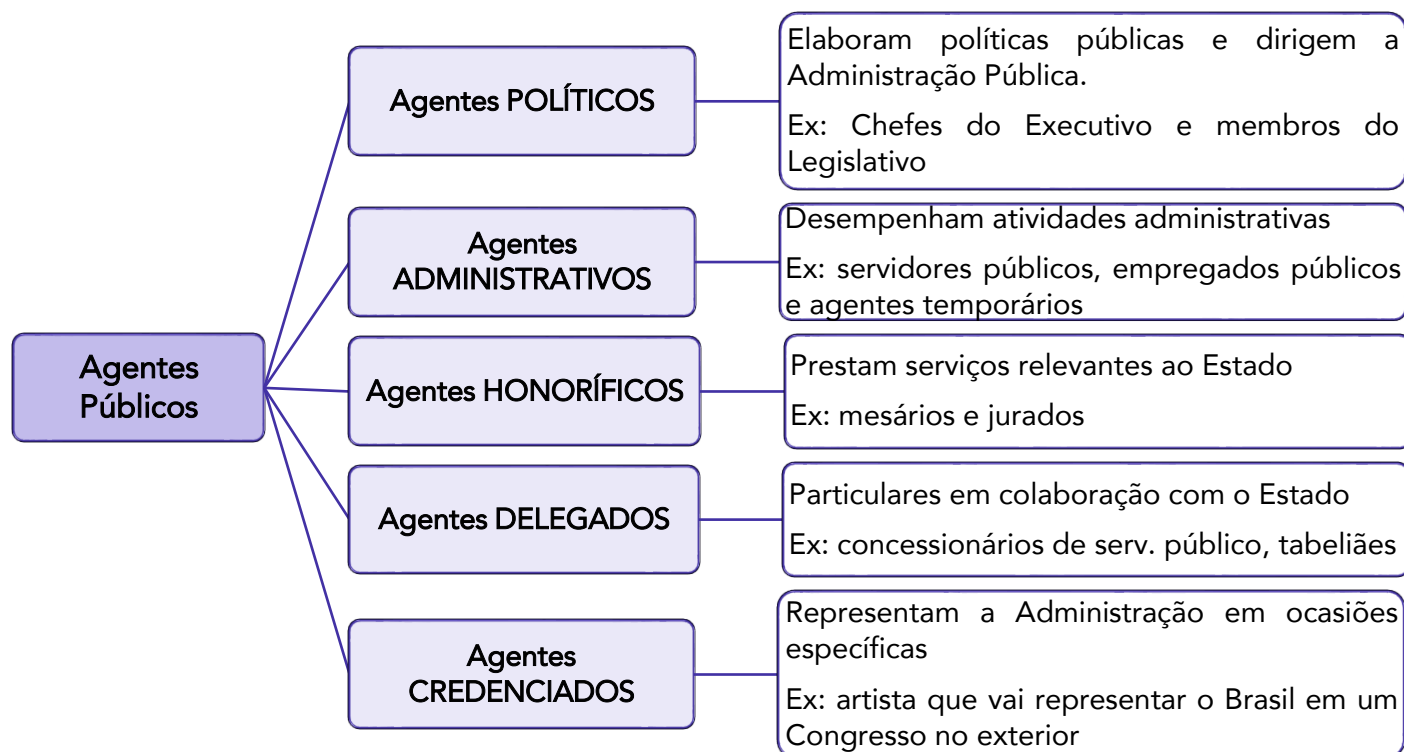 Agentes
Públicos
Agentes POLÍTICOS
Elaboram políticas públicas e dirigem a
Administração Pública.
Ex: Chefes do Executivo e membros do
Legislativo
Agentes
ADMINISTRATIVOS
Desempenham atividades administrativas
Ex: servidores públicos, empregados públicos
e agentes temporários
Agentes HONORÍFICOS
Prestam serviços relevantes ao Estado
Ex: mesários e jurados
Agentes DELEGADOS
Particulares em colaboração com o Estado
Ex: concessionários de serv. público, tabeliães
Agentes
CREDENCIADOS
Representam a Administração em ocasiões
específicas
Ex: artista que vai representar o Brasil em um
Congresso no exterior